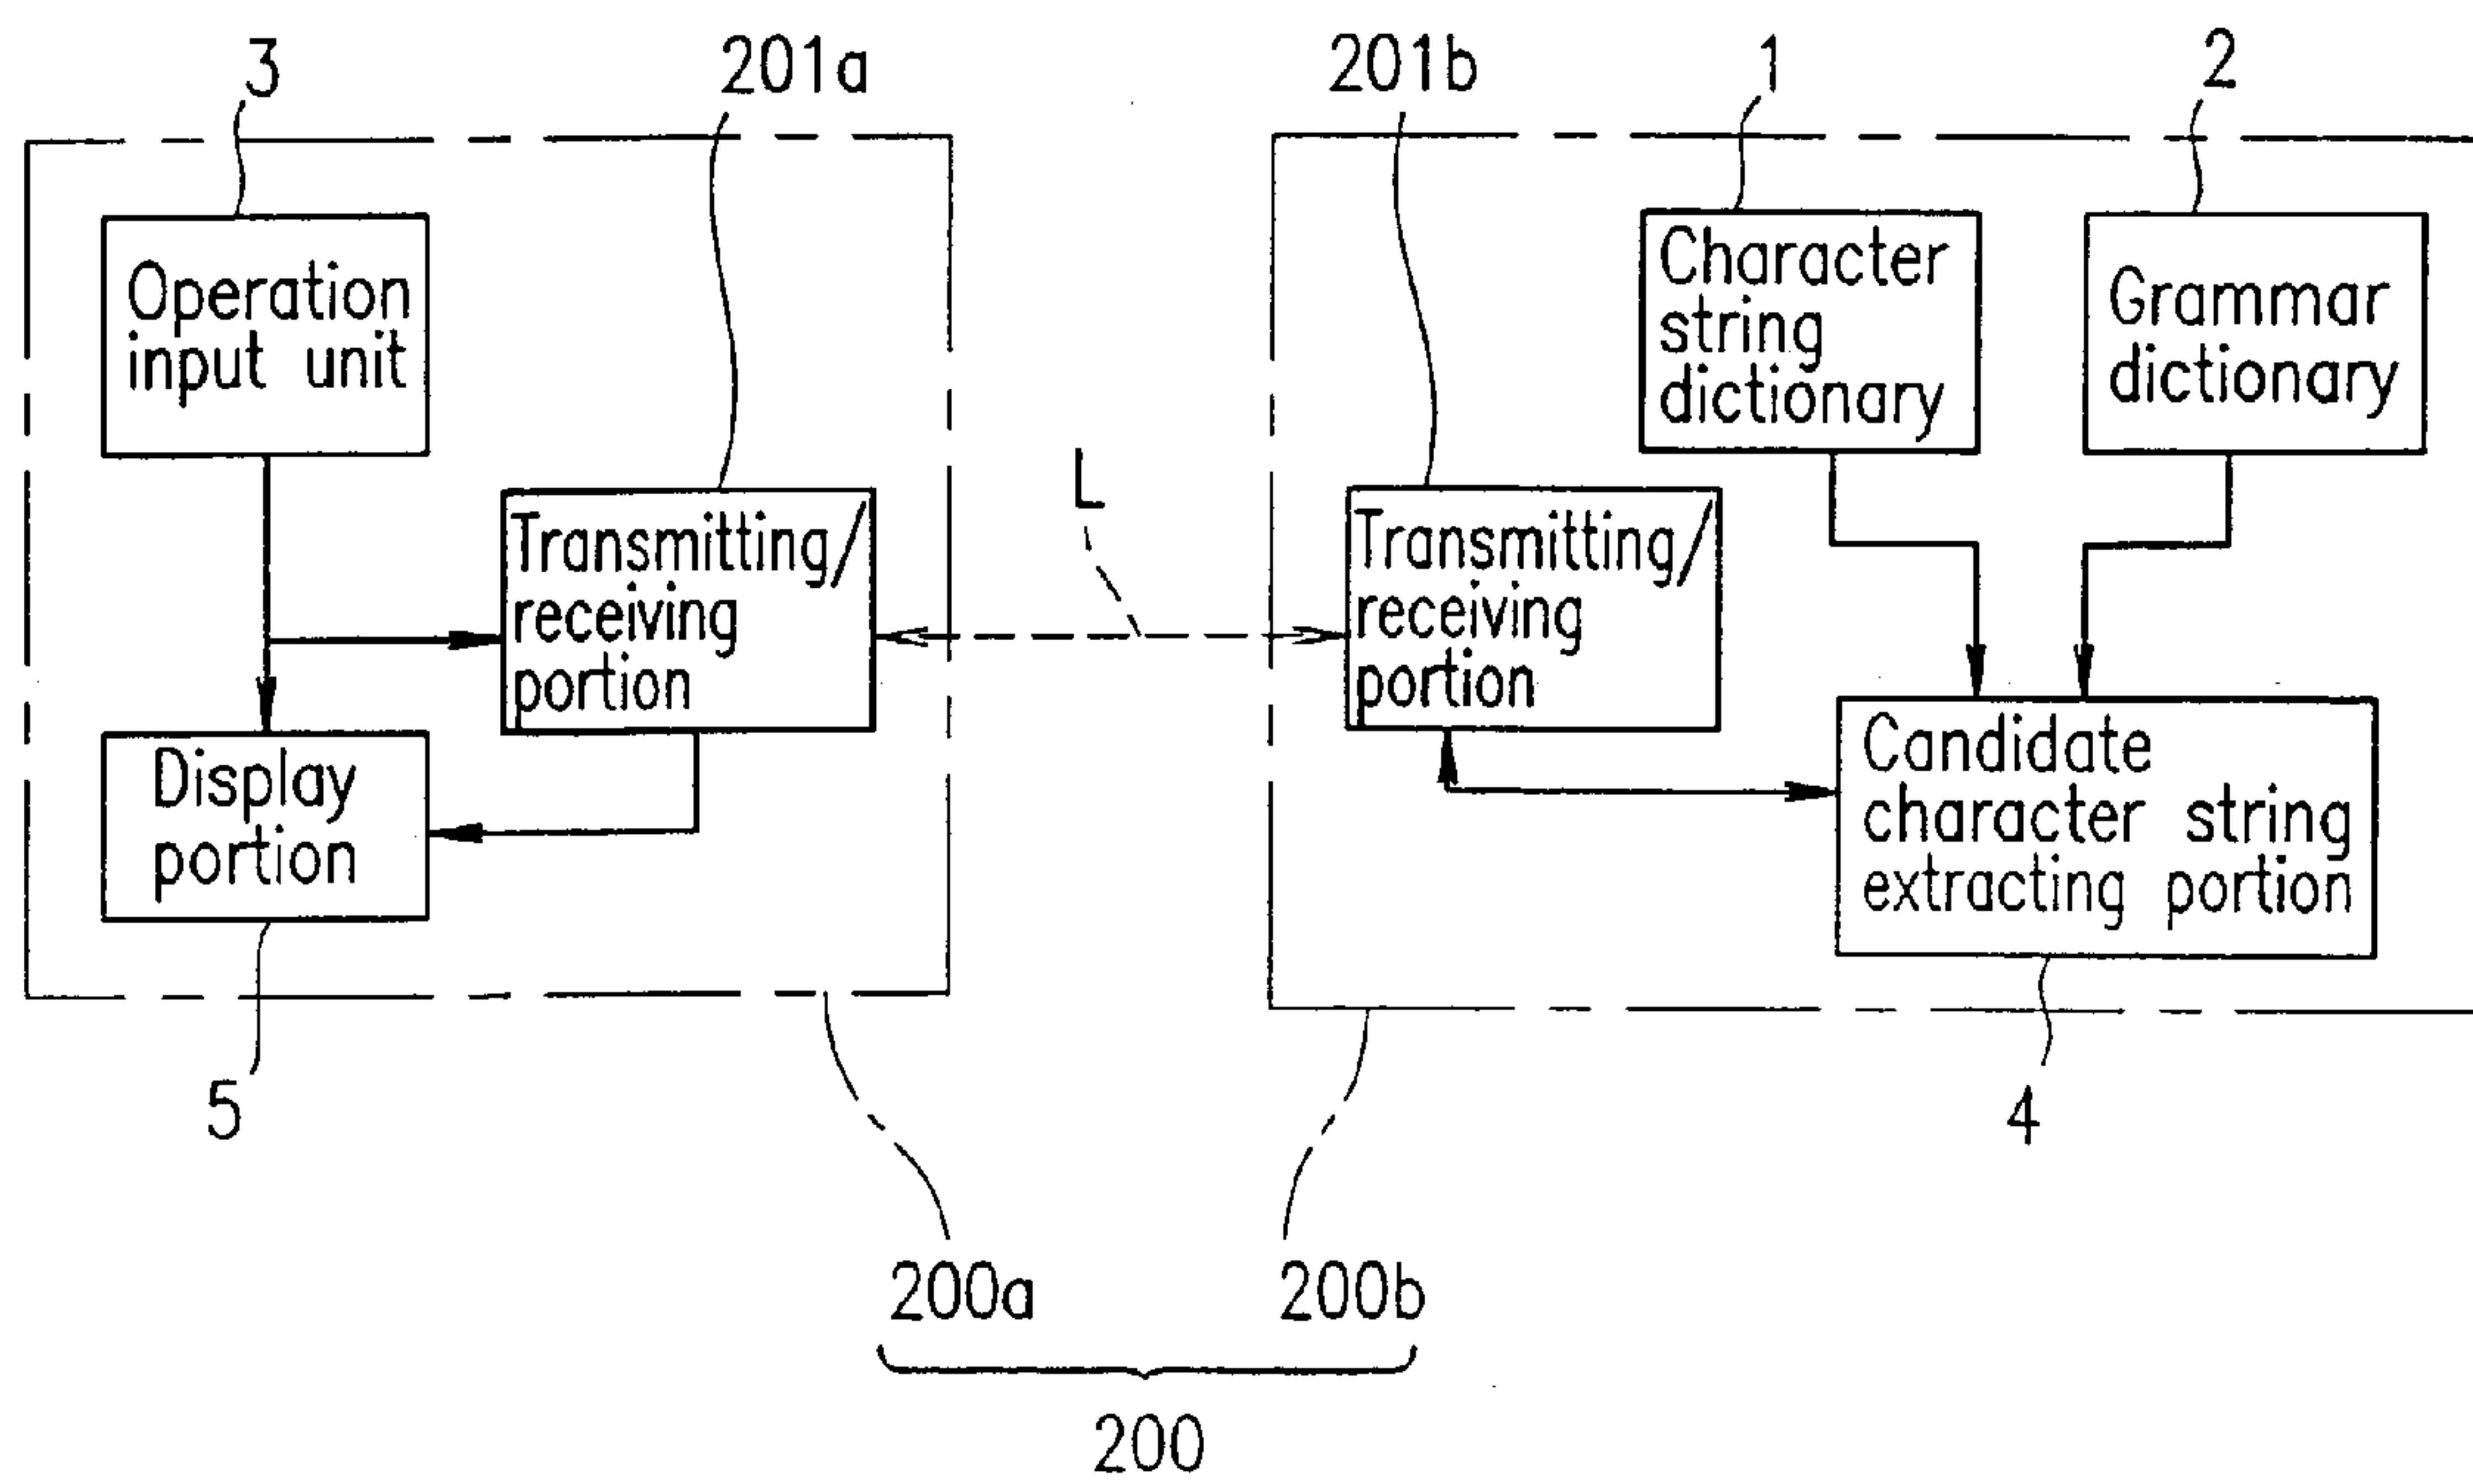 3
201a
201b
1
2
Operation
input unit
Transmitting/
receiving
portion
L
Transmitting/
receiving
portion
Character
string
dictionary
Grammar
dictionary
Display
portion
Candidate
character string
extracting portion
5
4
200a
200b
200